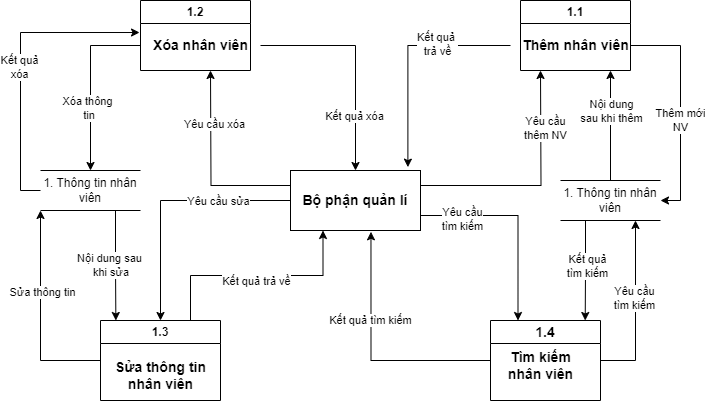 1.2
Xóa nhân viên
1.1
Thêm nhân viên
Kết quả
xóa
Xóa thông
tin
Yêu cầu xóa
Kết quả xóa
Kết quả
trả về
Yêu cầu
thêm NV
Nội dung
sau khi thêm
Thêm mới
NV
1. Thông tin nhân
viên
Bộ phận quản lí
1. Thông tin nhân
viên
Yêu cầu sửa
Yêu cầu
tìm kiếm
Nội dung sau
khi sửa
Sửa thông tin
Kết quả trả về
Kết quả tìm kiếm
Kết quả
tìm kiếm
Yêu cầu
tìm kiếm
1.3
Sửa thông tin
nhân viên
1.4
Tìm kiếm
nhân viên